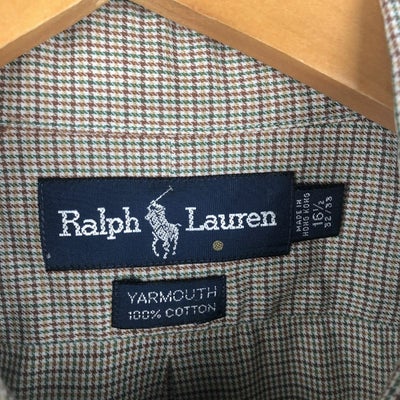 Ralph Lauren
MADE IN
HONG KONG
16½
32/33
YARMOUTH
100% COTTON